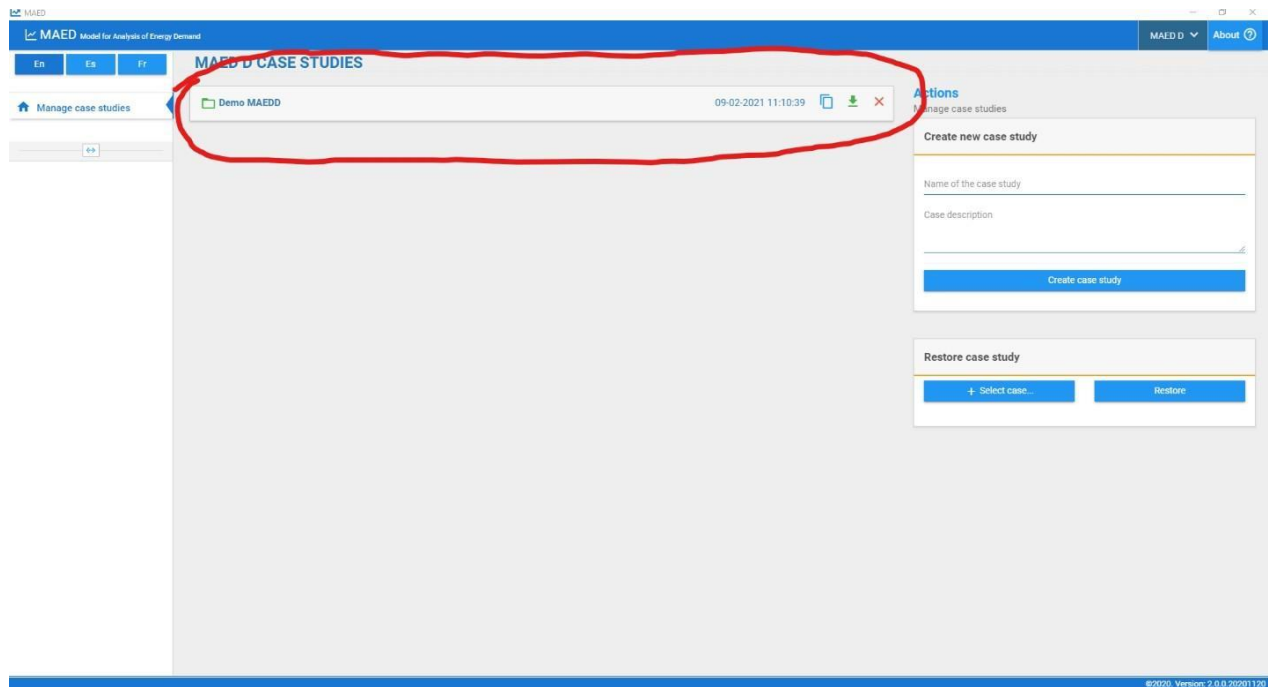 MAED
MAED Model for Analysis of Energy Demand
MAED D
About
En Es Fr
MAED D CASE STUDIES
Manage case studies
Demo MAEDD
09-02-2021 11:10:39
Actions
Manage case studies
Create new case study
Name of the case study
Case description
Create case study
Restore case study
+ Select case...
Restore
©2020. Version: 2.0.0.20201120